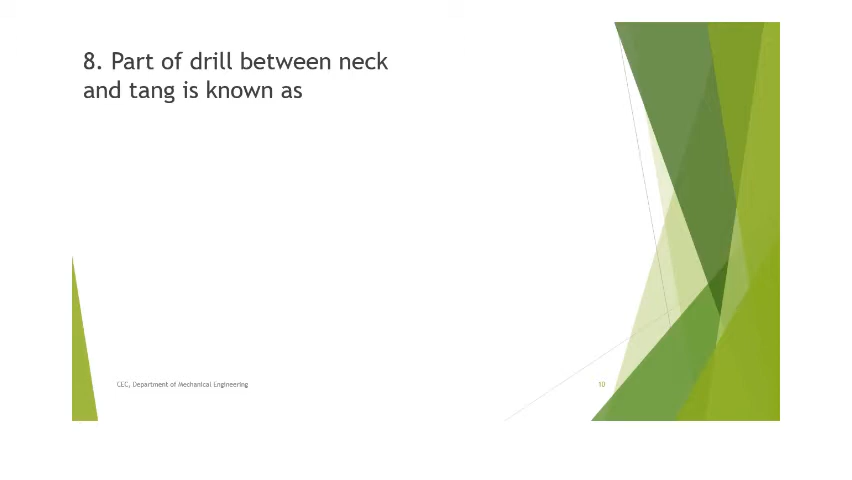 8. Part of drill between neck
and tang is known as
CEC, Department of Mechanical Engineering
10